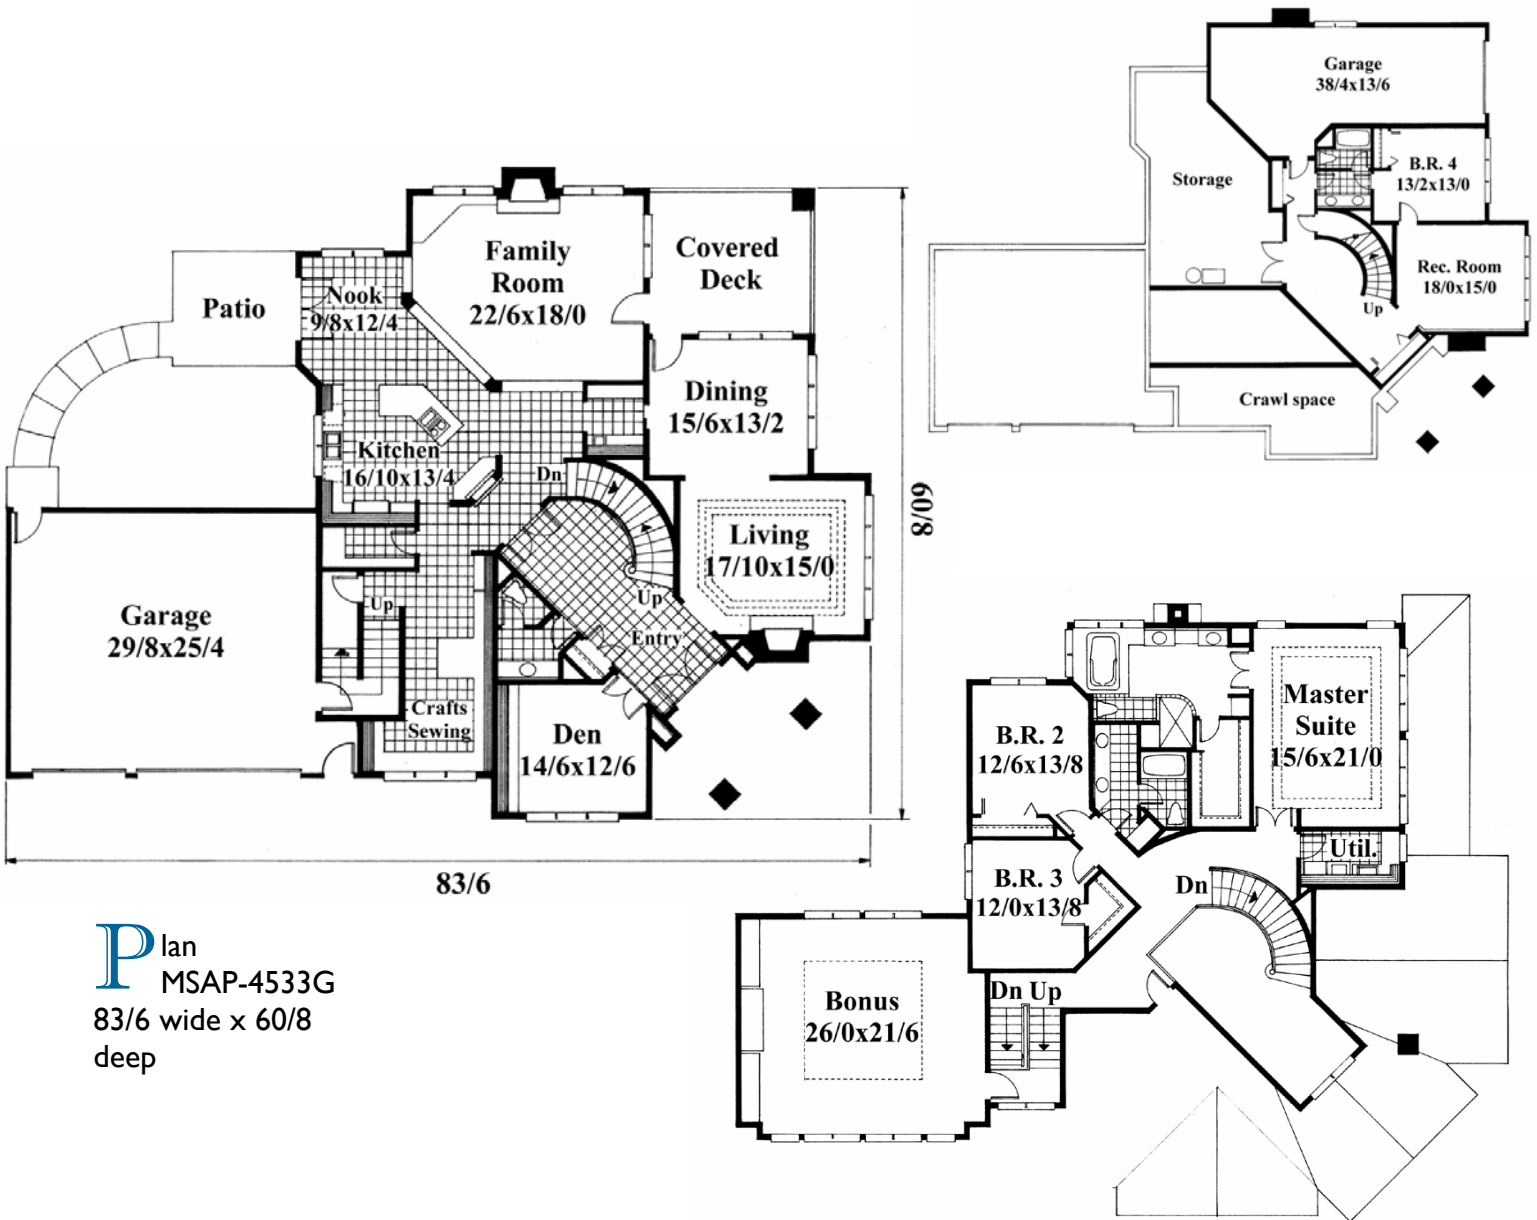 Garage
38/4x13/6
Storage
B.R. 4
13/2x13/0
Rec. Room
18/0x15/0
Up
Crawl space
Family
Room
22/6x18/0
Covered
Deck
Patio
Nook
9/8x12/4
Dining
15/6x13/2
Kitchen
16/10x13/4
Dn
Living
17/10x15/0
60/8
Garage
29/8x25/4
Up
Up
Entry
Crafts
Sewing
Den
14/6x12/6
83/6
Master
Suite
15/6x21/0
B.R. 2
12/6x13/8
Util.
B.R. 3
12/0x13/8
Dn
Dn Up
Bonus
26/0x21/6
Plan
MSAP-4533G
83/6 wide x 60/8
deep